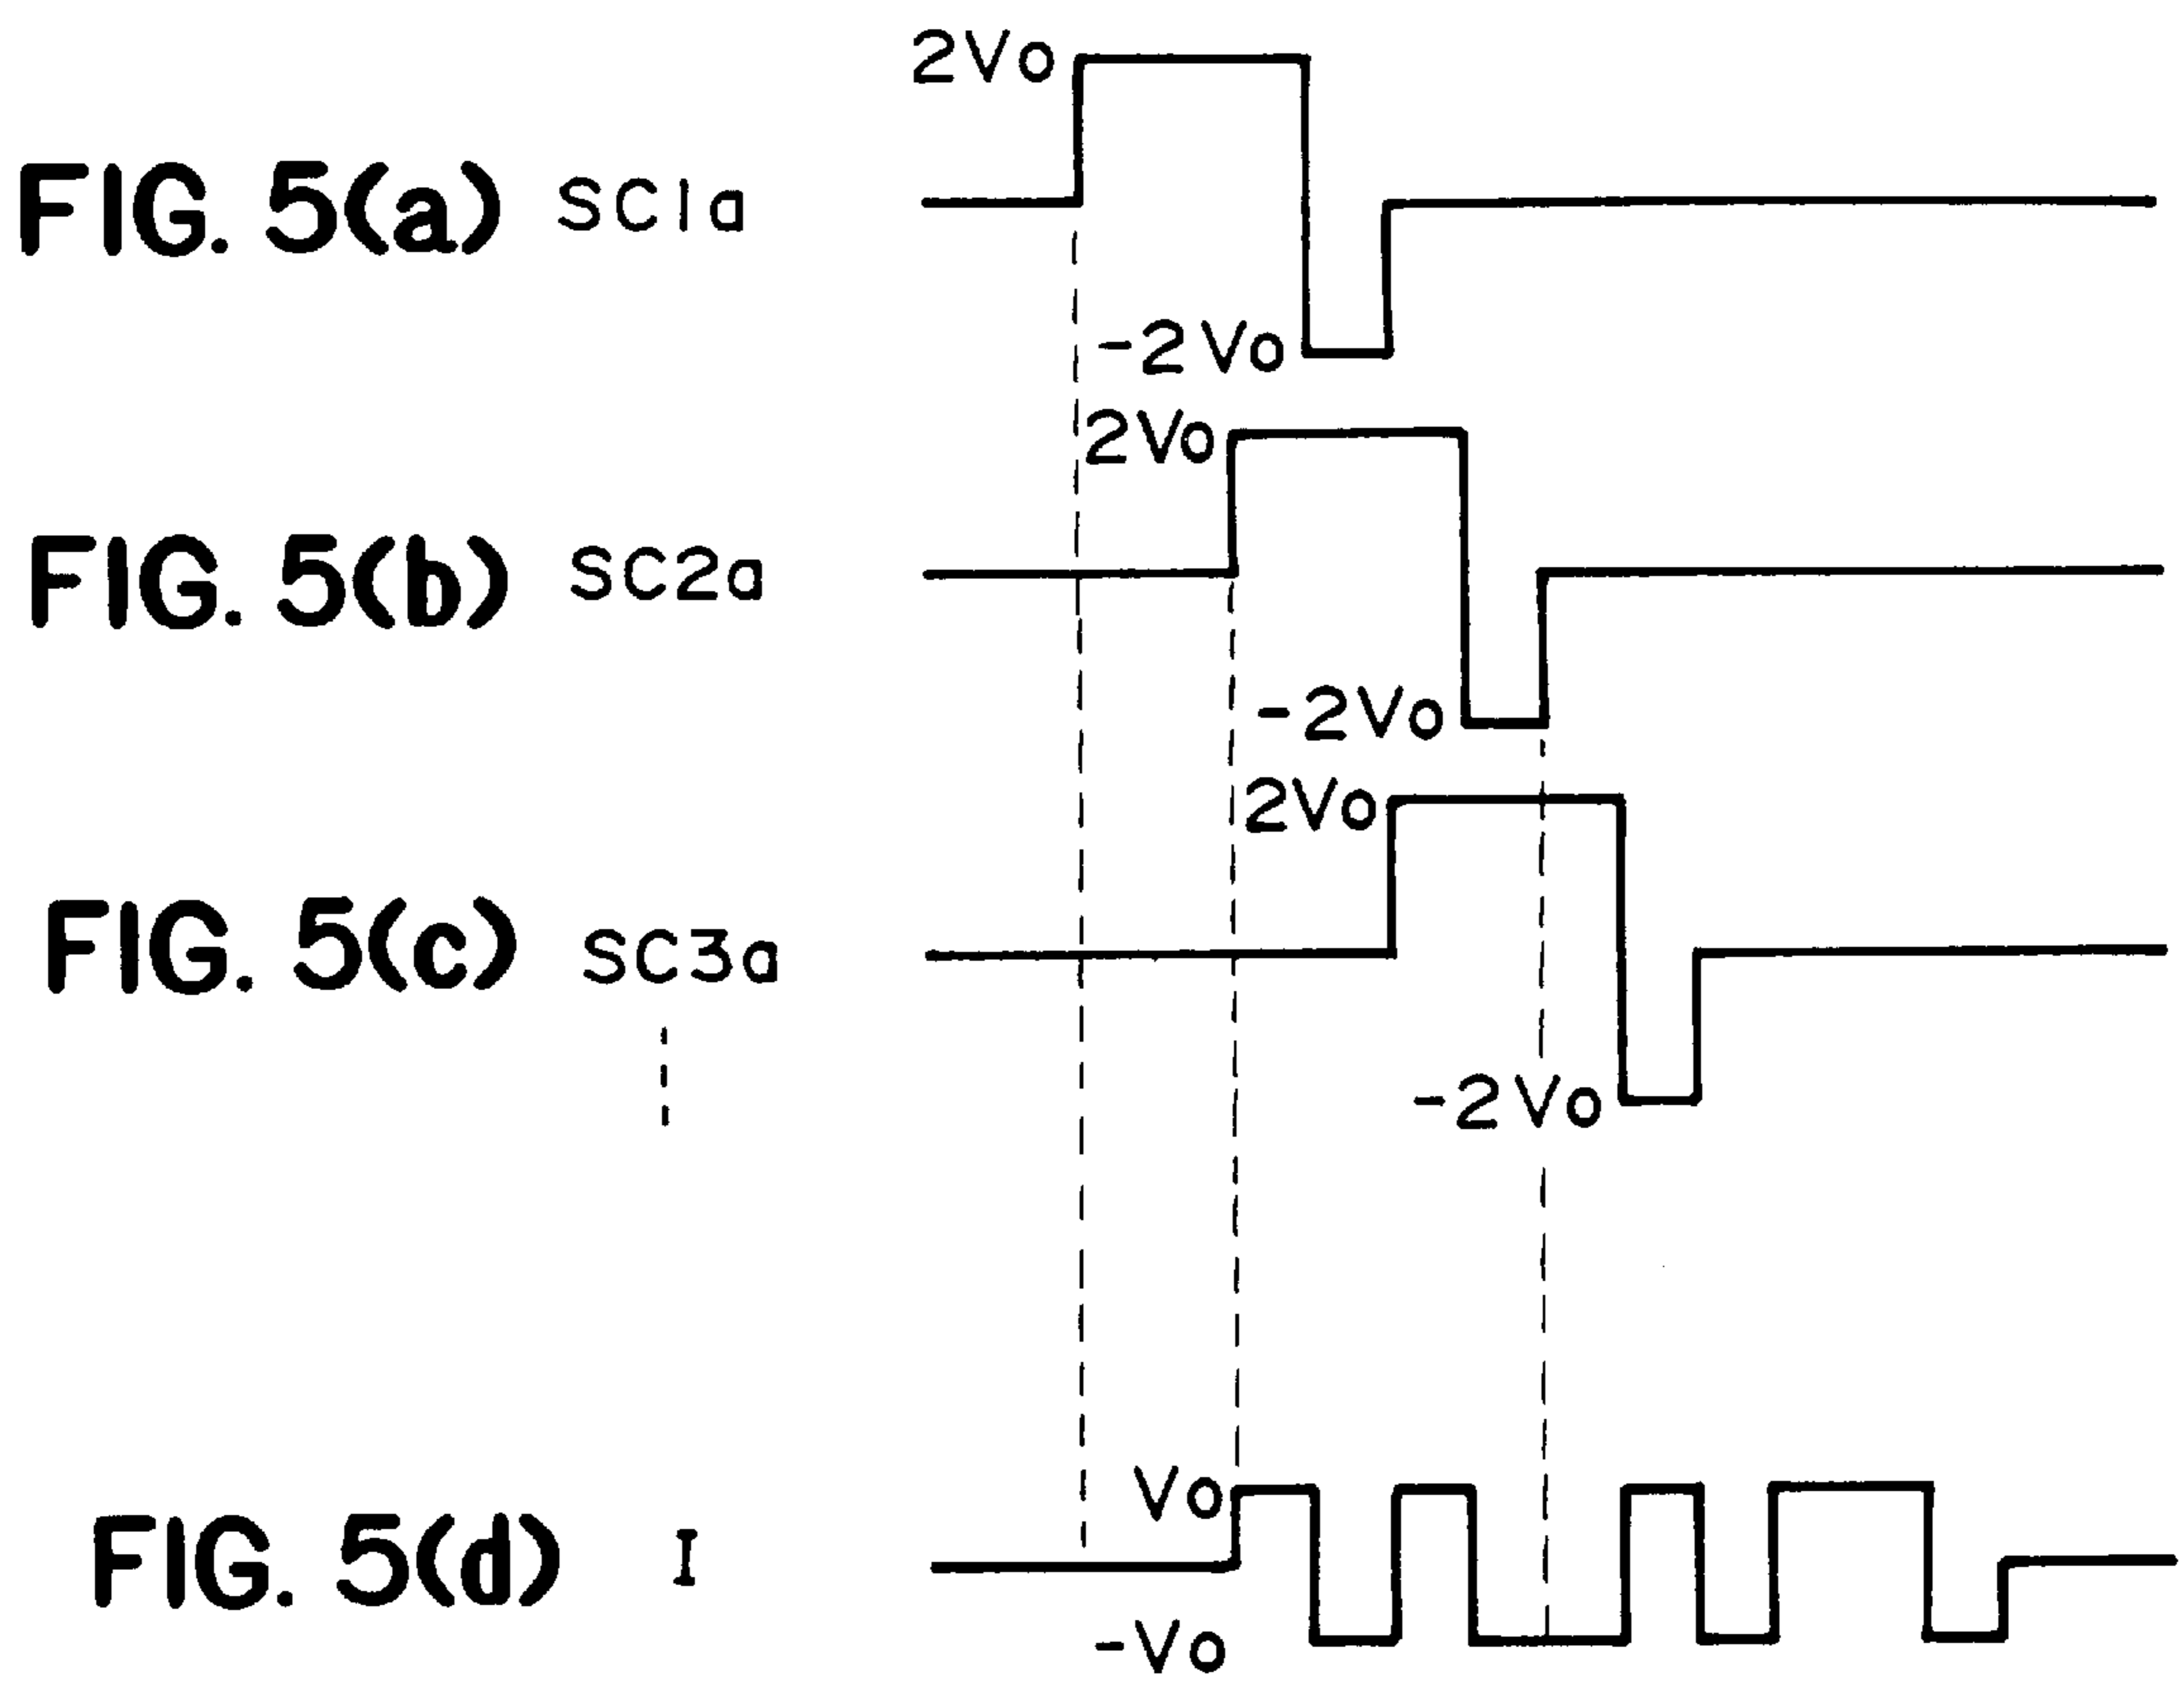 2Vo
FIG. 5(a) SC1a
-2Vo
2Vo
FIG. 5(b) SC2a
-2Vo
2Vo
FIG. 5(c) SC3a
-2Vo
Vo
FIG. 5(d) I
-Vo